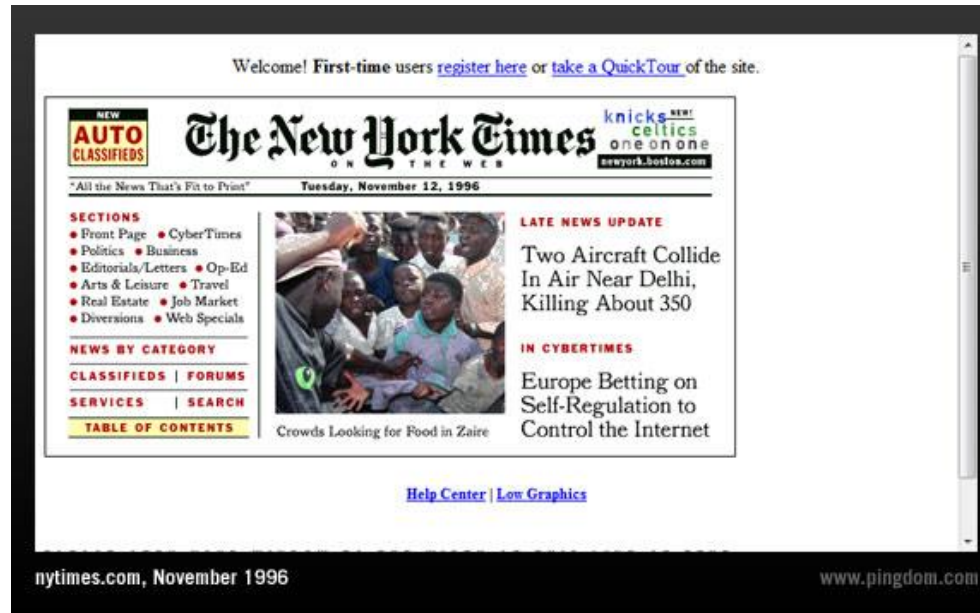 Welcome! First-time users register here or take a QuickTour of the site.
NEW
AUTO
CLASSIFIEDS
The New York Times
ON THE WEB
knicks NEW!
celtics
one on one
newyork.boston.com
"All the News That's Fit to Print"
Tuesday, November 12, 1996
SECTIONS
• Front Page • CyberTimes
• Politics • Business
• Editorials/Letters • Op-Ed
• Arts & Leisure • Travel
• Real Estate • Job Market
• Diversions • Web Specials
NEWS BY CATEGORY
CLASSIFIEDS | FORUMS
SERVICES | SEARCH
TABLE OF CONTENTS
Crowds Looking for Food in Zaire
LATE NEWS UPDATE
Two Aircraft Collide
In Air Near Delhi,
Killing About 350
IN CYBERTIMES
Europe Betting on
Self-Regulation to
Control the Internet
Help Center | Low Graphics
nytimes.com, November 1996
www.pingdom.com